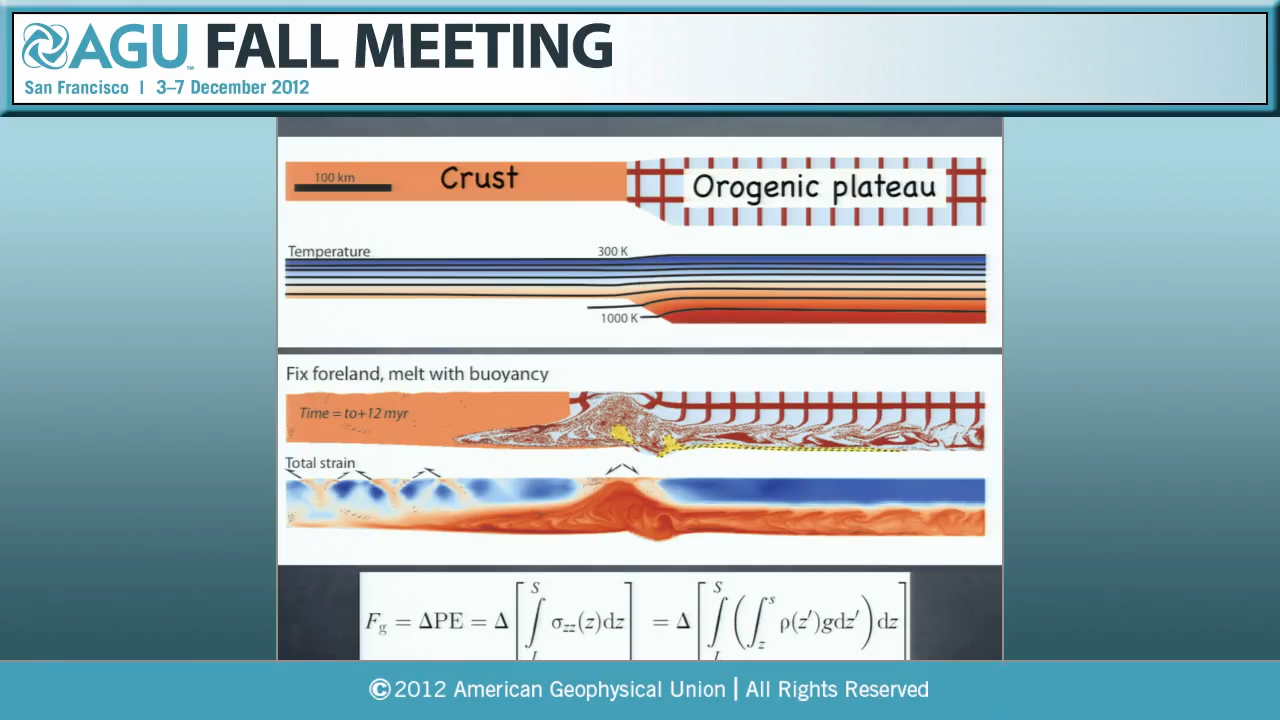 AGU™ FALL MEETING
San Francisco | 3–7 December 2012
100 km
Crust
Orogenic plateau
Temperature
300 K
1000 K
Fix foreland, melt with buoyancy
Time = to+12 myr
Total strain
F_g = ΔPE = Δ[∫_L^S σ_zz(z)dz] = Δ[∫_L^S (∫_z^s ρ(z′)gdz′)dz]
©2012 American Geophysical Union | All Rights Reserved